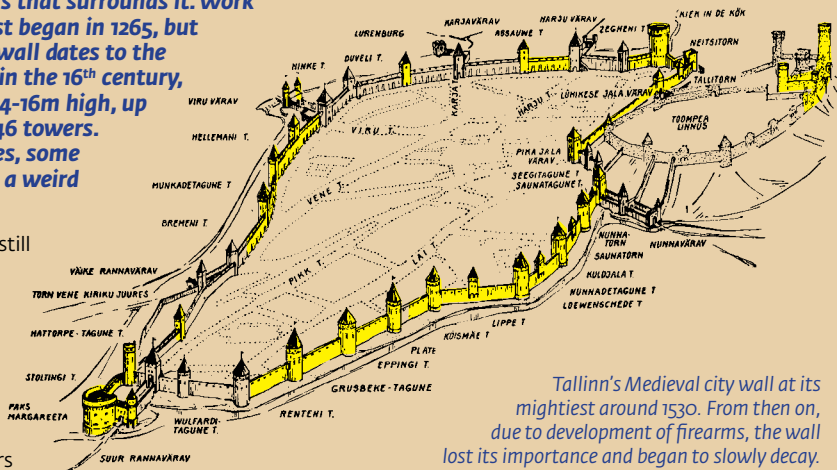 s that surrounds it. Work
st began in 1265, but
wall dates to the
in the 16th century,
4-16m high, up
46 towers.
es, some
a weird
still
rs
LURENBURG
KARJAVÄRAV
ASSAUWE T
HARJU VÄRAV
ZEGHENI T
KIEK IN DE KÖK
NEITSITORN
TALLITORN
HINKE T.
DUVELI T.
KARJA
HARJU T.
LÜHIKESE JALA VÄRAV
TOOMPEA
LINNUS
VIRU VÄRAV
VIRU T.
HELLEMANI T.
PIKA JALA
VÄRAV
SEEGITAGUNE T
SAUNATAGUNE T.
MUNKADETAGUNE T
VENE T.
BREMENI T.
NUNNA-
TORN
NUNNAVÄRAV
SAUNATORN
VÄIKE RANNAVÄRAV
PIKK T.
LAI T.
KULDJALA T.
TORN VENE KIRIKU JUURES
NUNNADETAGUNE T
LOEWENSCHEDE T
HATTORPE-TAGUNE T.
LIPPE T
KÖISMÄE T
PLATE
EPPINGI T.
STOLTINGI T.
GRUSBEKE-TAGUNE
PAKS
MARGAREETA
WULFARDI-
TAGUNE T.
RENTENI T.
SUUR RANNAVÄRAV
Tallinn's Medieval city wall at its
mightiest around 1530. From then on,
due to development of firearms, the wall
lost its importance and began to slowly decay.